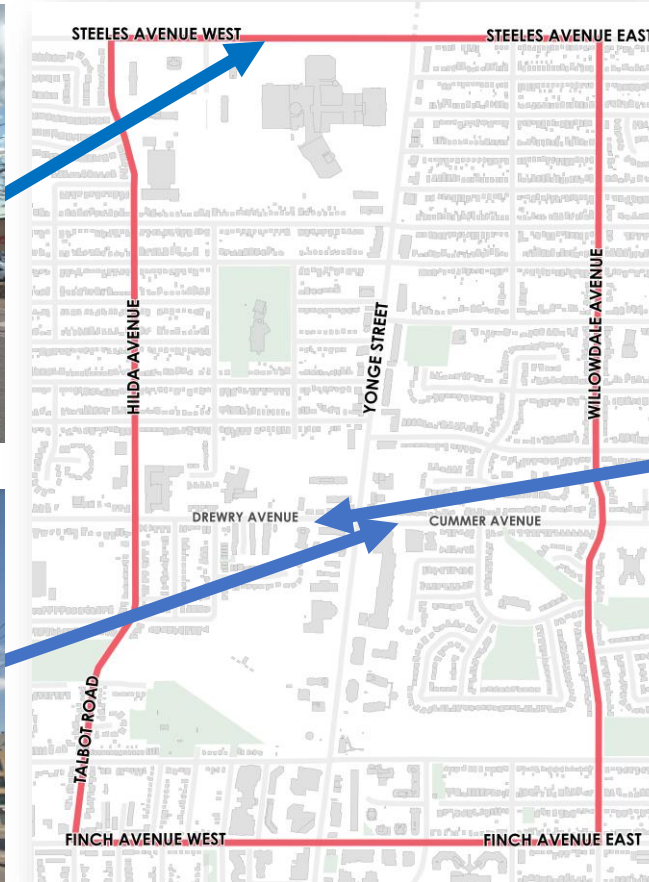 STEELES AVENUE WEST
STEELES AVENUE EAST
HILDA AVENUE
YONGE STREET
WILLOWDALE AVENUE
DREWRY AVENUE
CUMMER AVENUE
TALBOT ROAD
FINCH AVENUE WEST
FINCH AVENUE EAST